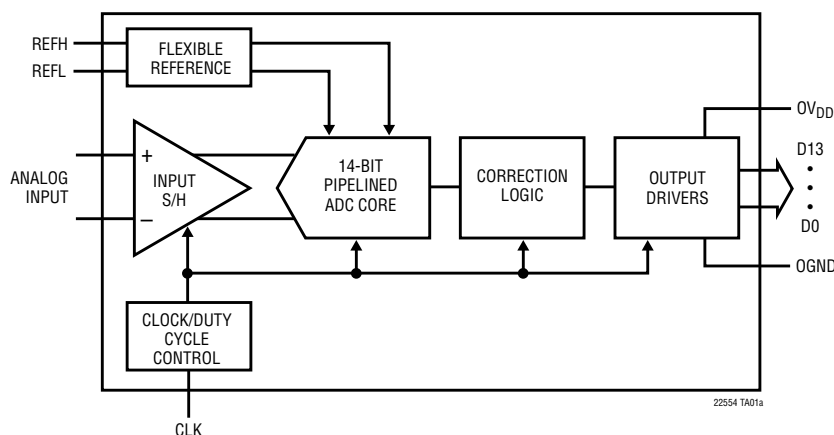 REFH
REFL
FLEXIBLE
REFERENCE
OVDD
D13
ANALOG
INPUT
+
−
INPUT
S/H
14-BIT
PIPELINED
ADC CORE
CORRECTION
LOGIC
OUTPUT
DRIVERS
•
•
•
D0
OGND
CLOCK/DUTY
CYCLE
CONTROL
CLK
22554 TA01a